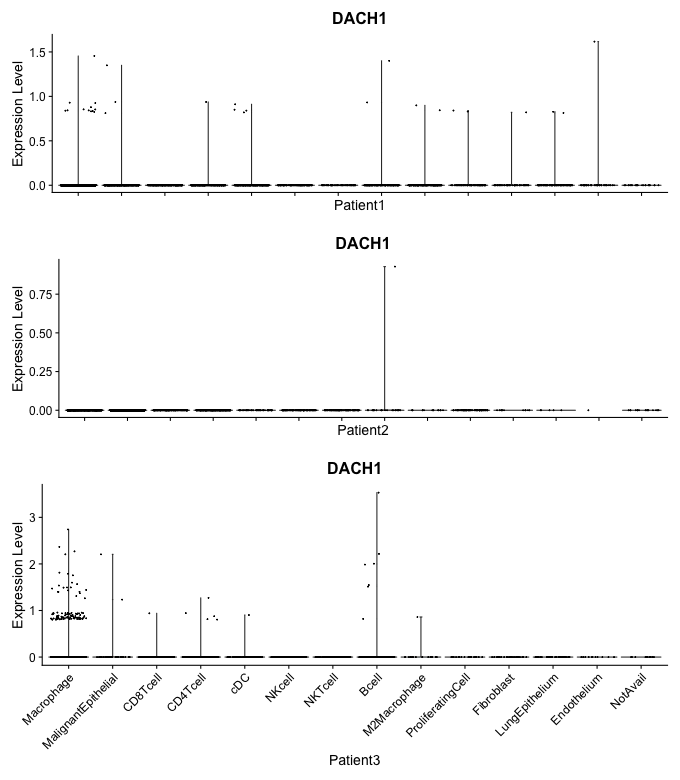 DACH1
Expression Level
1.5
1.0
0.5
0.0
Patient1
DACH1
Expression Level
0.75
0.50
0.25
0.00
Patient2
DACH1
Expression Level
3
2
1
0
Macrophage
MalignantEpithelial
CD8Tcell
CD4Tcell
cDC
NKcell
NKTcell
Bcell
M2Macrophage
ProliferatingCell
Fibroblast
LungEpithelium
Endothelium
NotAvail
Patient3